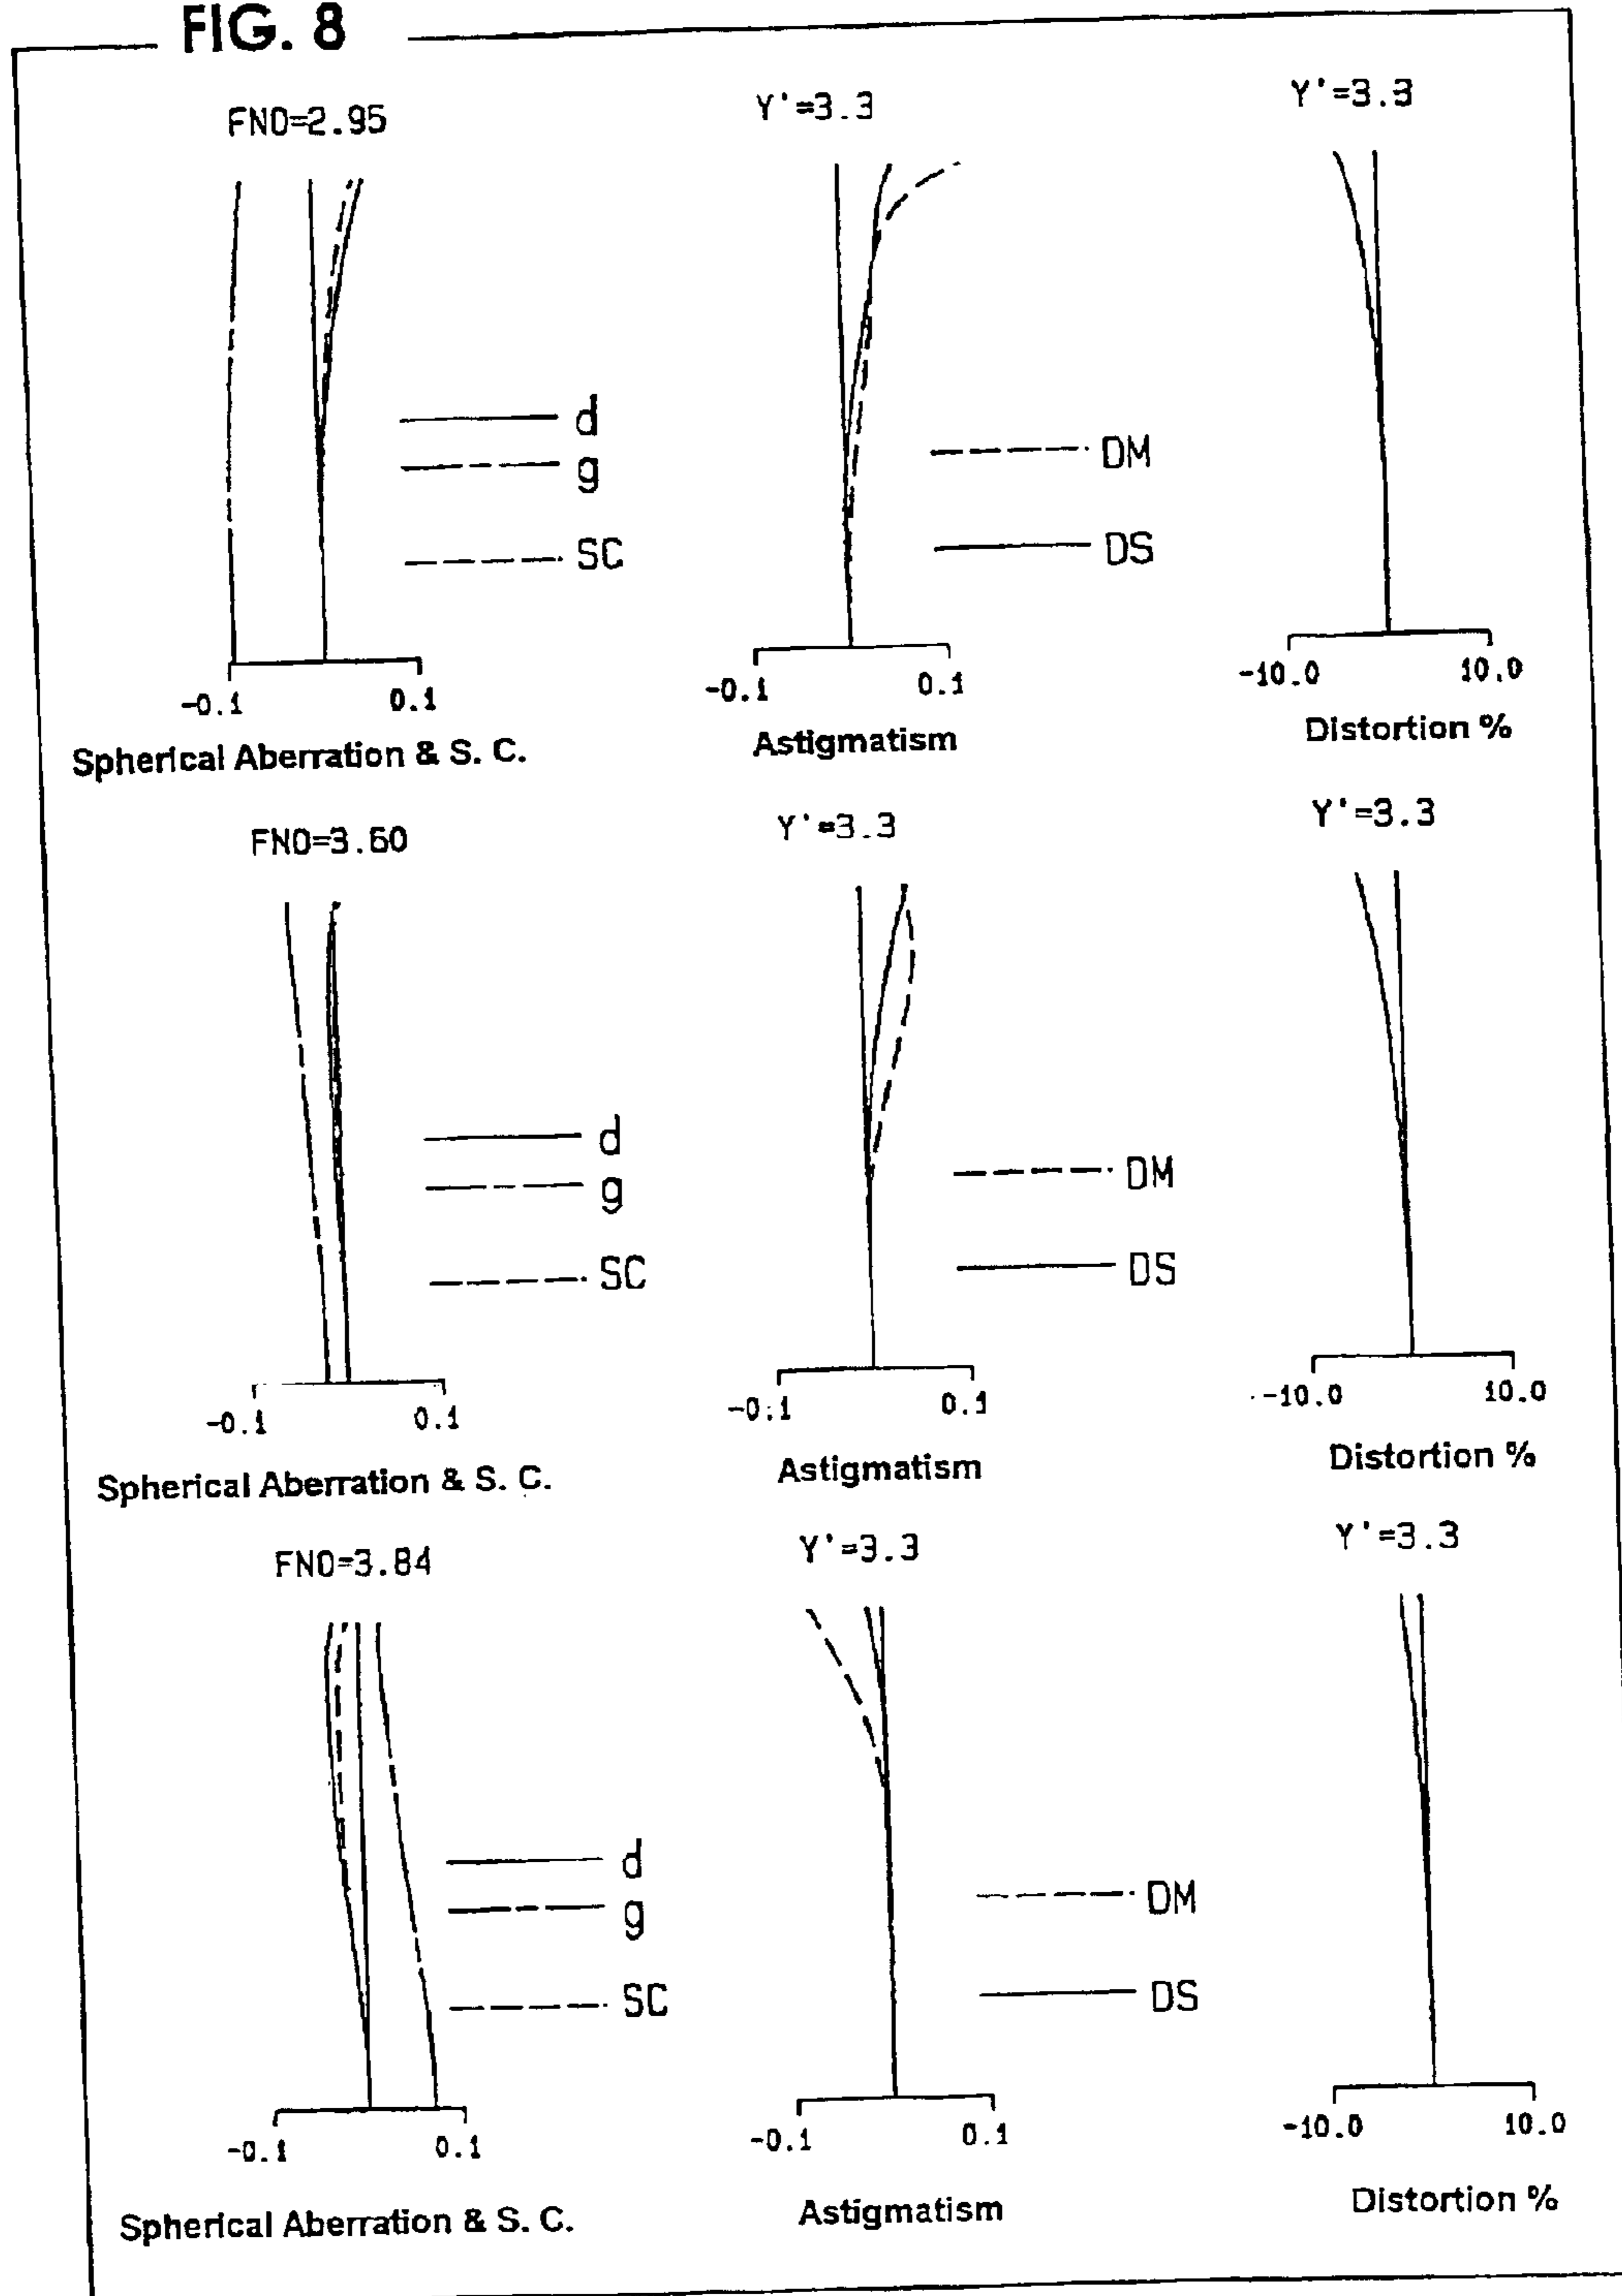 FIG. 8
FNO=2.95
Y'=3.3
Y'=3.3
d
g
SC
DM
DS
-0.1 0.1
-0.1 0.1
-10.0 10.0
Spherical Aberration & S. C.
Astigmatism
Distortion %
FNO=3.60
Y'=3.3
Y'=3.3
d
g
SC
DM
DS
-0.1 0.1
-0.1 0.1
-10.0 10.0
Spherical Aberration & S. C.
Astigmatism
Distortion %
FNO=3.84
Y'=3.3
Y'=3.3
d
g
SC
DM
DS
-0.1 0.1
-0.1 0.1
-10.0 10.0
Spherical Aberration & S. C.
Astigmatism
Distortion %